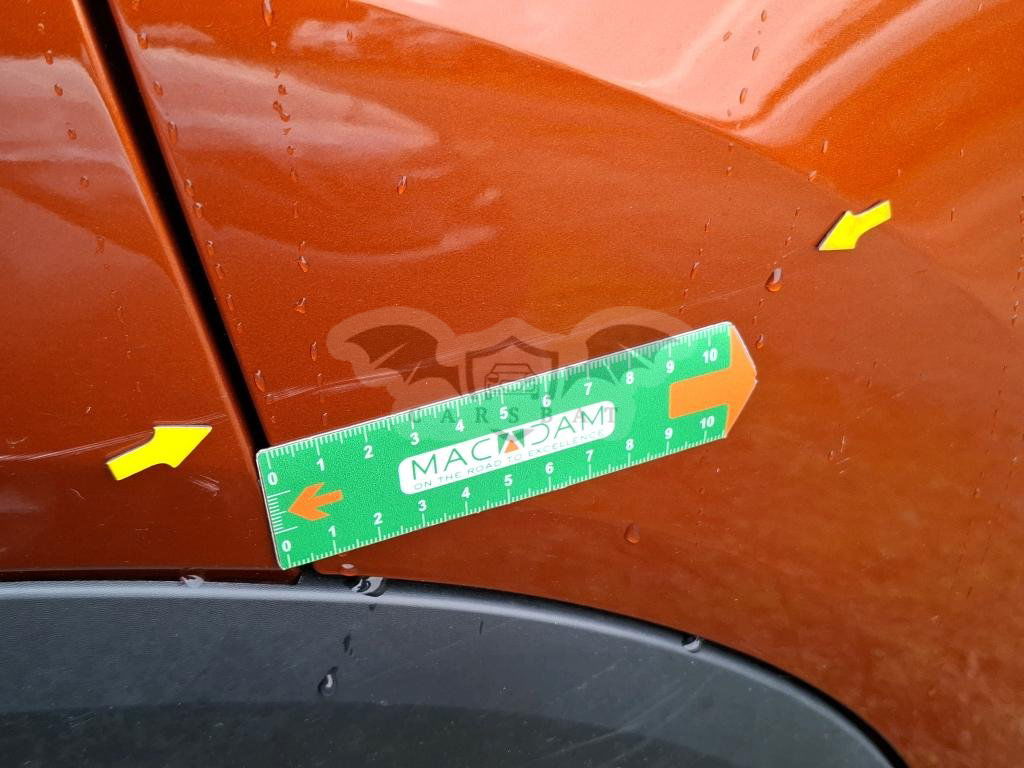 0 1 2 3 4 5 6 7 8 9 10
CARSBAT
MACADAM
ON THE ROAD TO EXCELLENCE
0 1 2 3 4 5 6 7 8 9 10